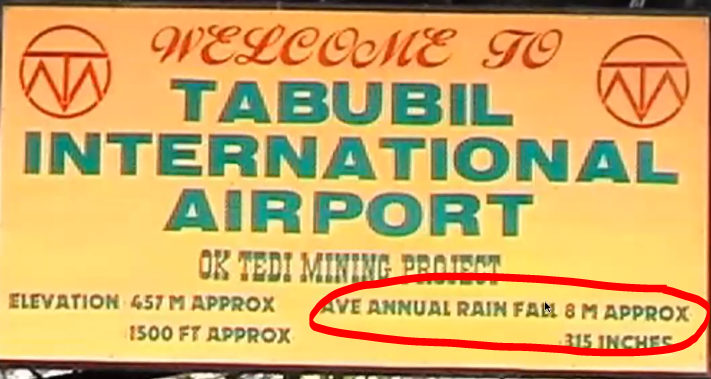 WELCOME TO
TABUBIL
INTERNATIONAL
AIRPORT
OK TEDI MINING PROJECT
ELEVATION 457 M APPROX AVE ANNUAL RAIN FALL 8 M APPROX
1500 FT APPROX 315 INCHES